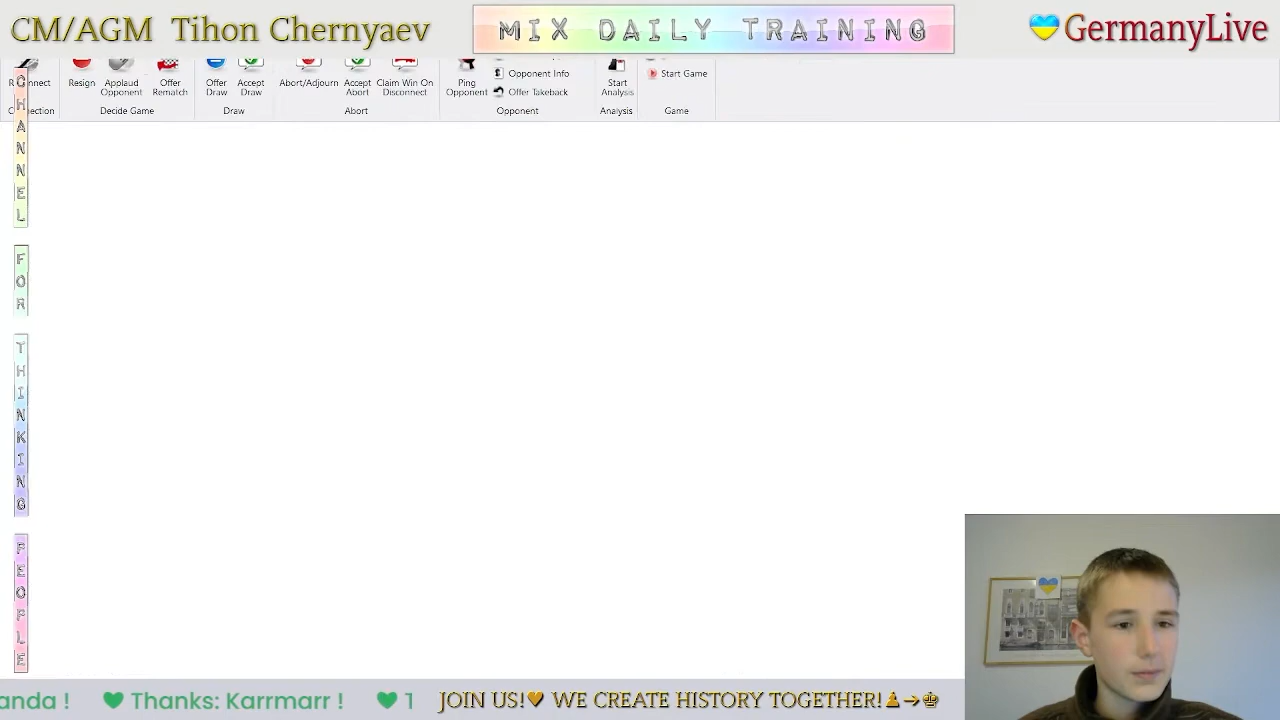 CM/AGM Tihon Chernyaev
MIX DAILY TRAINING
GermanyLive
Resign
Applaud Opponent
Offer Rematch
Offer Draw
Accept Draw
Abort/Adjourn
Accept Abort
Claim Win On Disconnect
Ping Opponent
Opponent Info
Offer Takeback
Start Analysis
Start Game
Decide Game
Draw
Abort
Opponent
Analysis
Game
CHANNEL
FOR
THINKING
PEOPLE
anda !
Thanks: Karrmarr !
JOIN US! WE CREATE HISTORY TOGETHER!